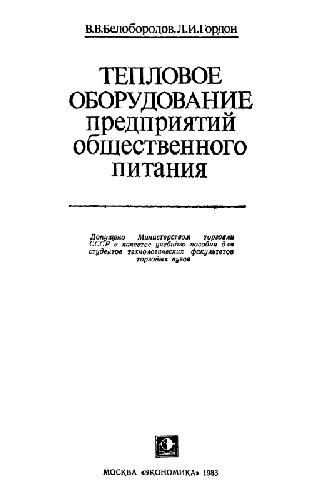 В.В.Белобородов, Л.И.Гордон
ТЕПЛОВОЕ
ОБОРУДОВАНИЕ
предприятий
общественного
питания
Допущено Министерством торговли
СССР в качестве учебного пособия для
студентов технологических факультетов
торговых вузов
МОСКВА «ЭКОНОМИКА» 1983